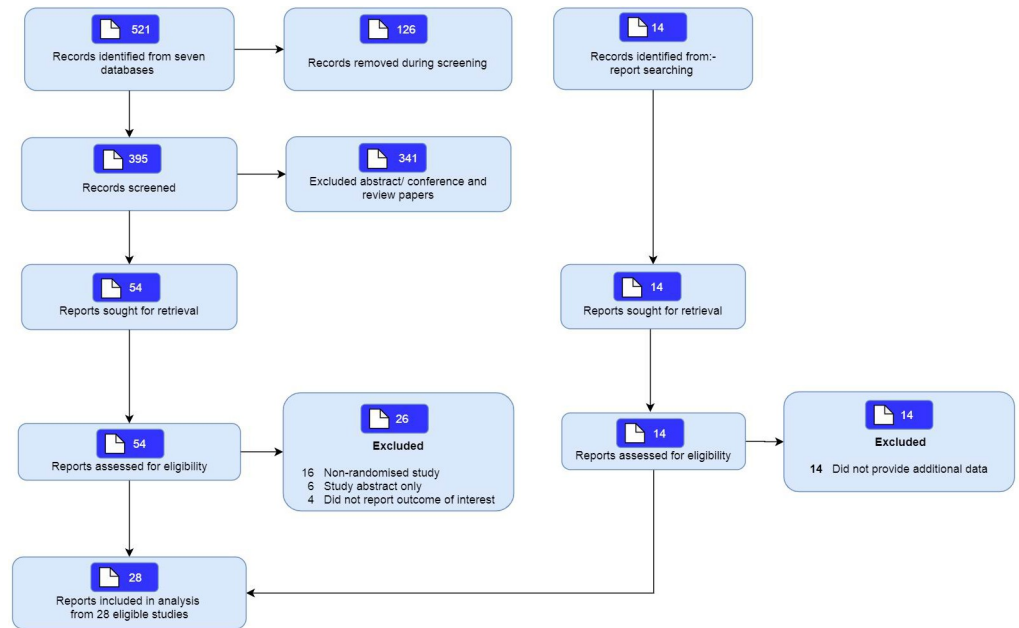 521
Records identified from seven
databases
126
Records removed during screening
14
Records identified from:-
report searching
395
Records screened
341
Excluded abstract/ conference and
review papers
54
Reports sought for retrieval
14
Reports sought for retrieval
54
Reports assessed for eligibility
26
Excluded
16 Non-randomised study
6 Study abstract only
4 Did not report outcome of interest
14
Reports assessed for eligibility
14
Excluded
14 Did not provide additional data
28
Reports included in analysis
from 28 eligible studies